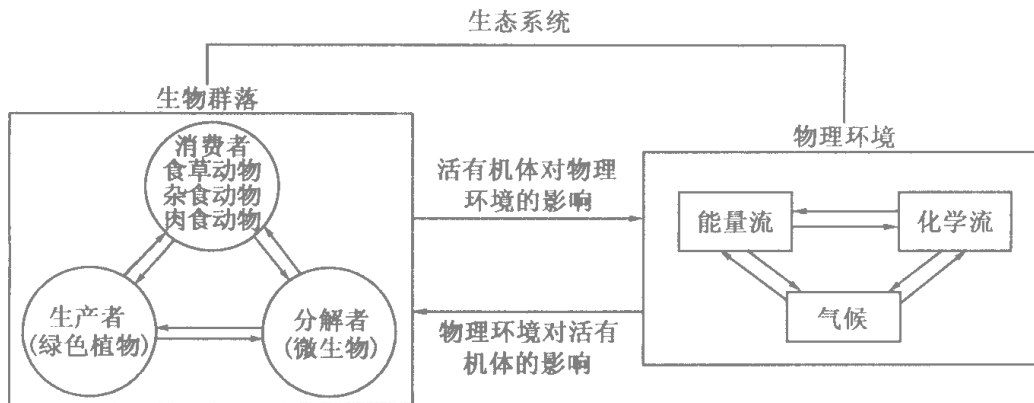 生态系统
生物群落
消费者
食草动物
杂食动物
肉食动物
生产者
(绿色植物)
分解者
(微生物)
活有机体对物理
环境的影响
物理环境对活有
机体的影响
物理环境
能量流
化学流
气候